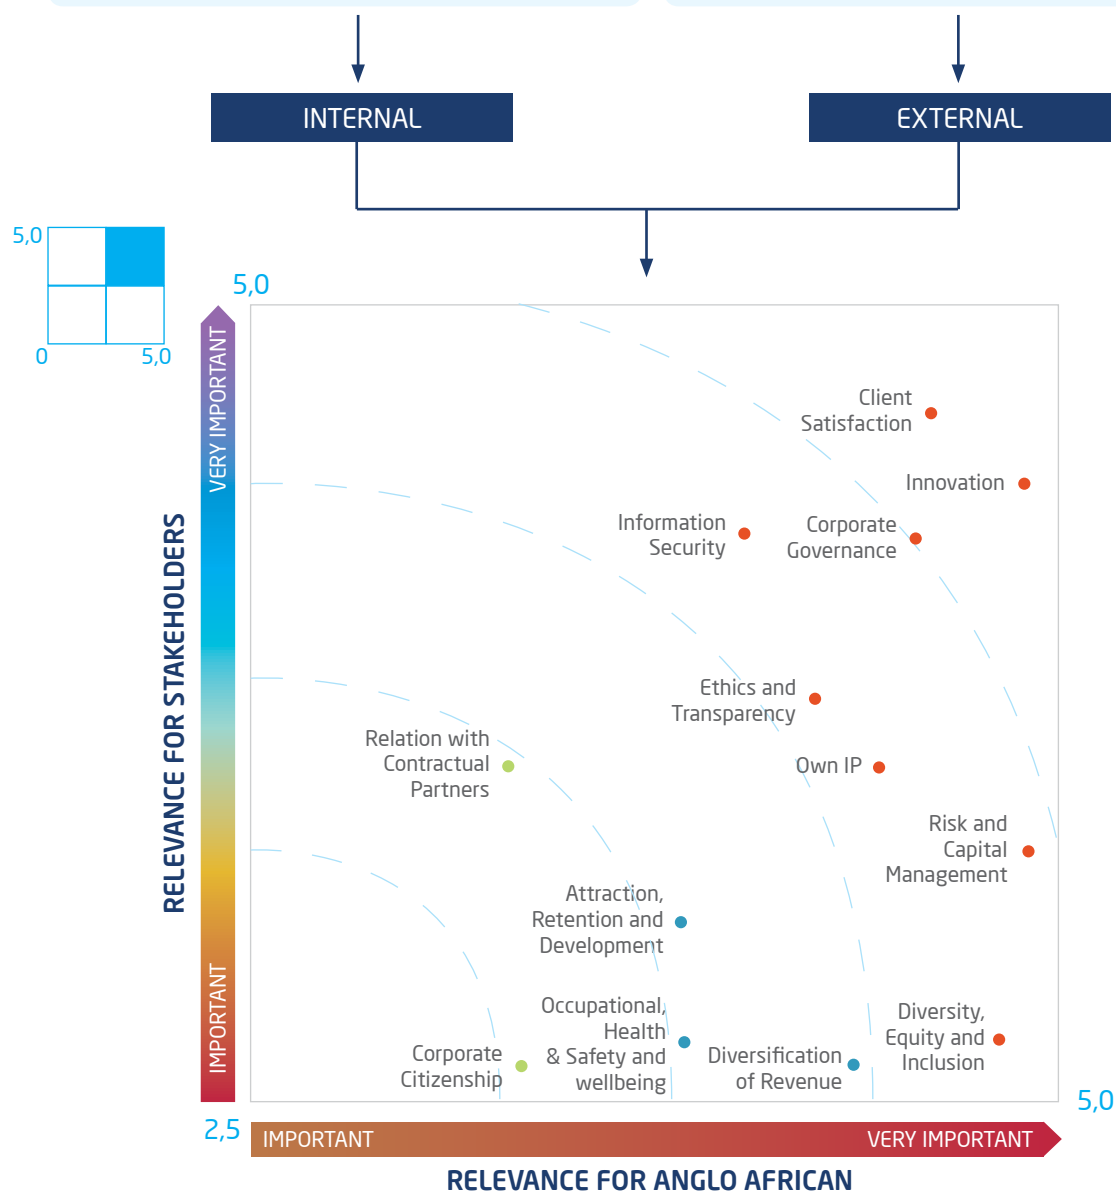 INTERNAL
EXTERNAL
5,0
0
5,0
5,0
VERY IMPORTANT
IMPORTANT
RELEVANCE FOR STAKEHOLDERS
Client
Satisfaction
Innovation
Information
Security
Corporate
Governance
Ethics and
Transparency
Relation with
Contractual
Partners
Own IP
Risk and
Capital
Management
Attraction,
Retention and
Development
Occupational,
Health
& Safety and
wellbeing
Diversity,
Equity and
Inclusion
Corporate
Citizenship
Diversification
of Revenue
2,5
5,0
IMPORTANT
VERY IMPORTANT
RELEVANCE FOR ANGLO AFRICAN